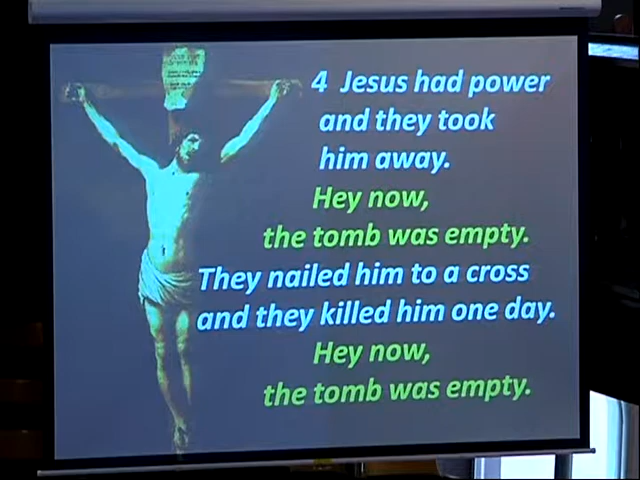 4 Jesus had power
and they took
him away.
Hey now,
the tomb was empty.
They nailed him to a cross
and they killed him one day.
Hey now,
the tomb was empty.